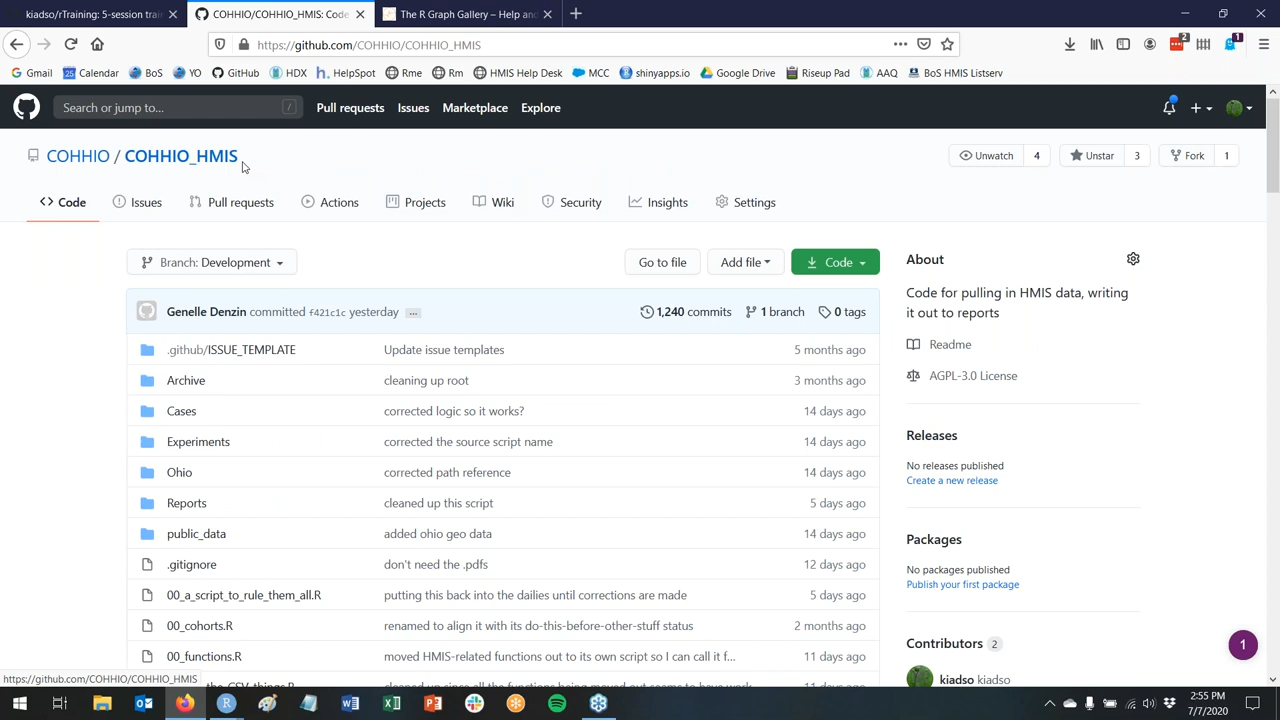 kiadso/rTraining: 5-session trai
COHHIO/COHHIO_HMIS: Code
The R Graph Gallery – Help and
https://github.com/COHHIO/COHHIO_HMIS
2
1
Gmail
Calendar
BoS
YO
GitHub
HDX
HelpSpot
Rme
Rm
HMIS Help Desk
MCC
shinyapps.io
Google Drive
Riseup Pad
AAQ
BoS HMIS Listserv
Search or jump to...
/
Pull requests
Issues
Marketplace
Explore
COHHIO / COHHIO_HMIS
Unwatch 4
Unstar 3
Fork 1
Code
Issues
Pull requests
Actions
Projects
Wiki
Security
Insights
Settings
Branch: Development
Go to file
Add file
Code
Genelle Denzin committed f421c1c yesterday ...
1,240 commits
1 branch
0 tags
.github/ISSUE_TEMPLATE Update issue templates 5 months ago
Archive cleaning up root 3 months ago
Cases corrected logic so it works? 14 days ago
Experiments corrected the source script name 14 days ago
Ohio corrected path reference 14 days ago
Reports cleaned up this script 5 days ago
public_data added ohio geo data 14 days ago
.gitignore don't need the .pdfs 12 days ago
00_a_script_to_rule_them_all.R putting this back into the dailies until corrections are made 5 days ago
00_cohorts.R renamed to align it with its do-this-before-other-stuff status 2 months ago
00_functions.R moved HMIS-related functions out to its own script so I can call it f... 11 days ago
About
Code for pulling in HMIS data, writing
it out to reports
Readme
AGPL-3.0 License
Releases
No releases published
Create a new release
Packages
No packages published
Publish your first package
Contributors 2
kiadso kiadso
1
https://github.com/COHHIO/COHHIO_HMIS
2:55 PM
7/7/2020